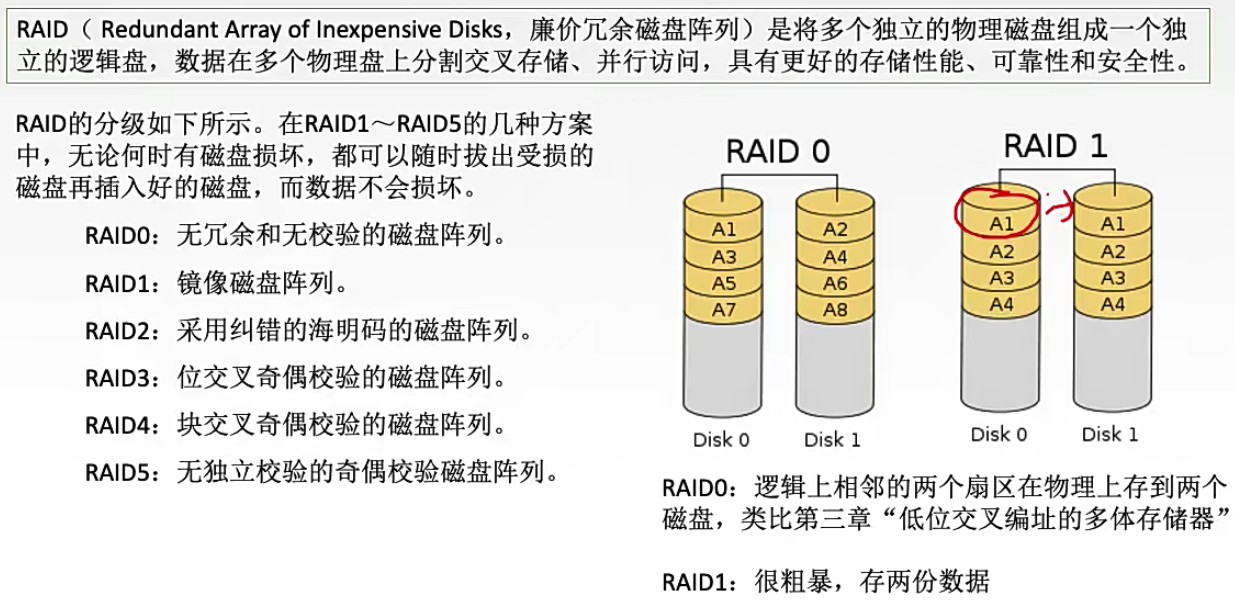 RAID（ Redundant Array of Inexpensive Disks，廉价冗余磁盘阵列）是将多个独立的物理磁盘组成一个独
立的逻辑盘，数据在多个物理盘上分割交叉存储、并行访问，具有更好的存储性能、可靠性和安全性。
RAID的分级如下所示。在RAID1～RAID5的几种方案
中，无论何时有磁盘损坏，都可以随时拔出受损的
磁盘再插入好的磁盘，而数据不会损坏。
RAID0：无冗余和无校验的磁盘阵列。
RAID1：镜像磁盘阵列。
RAID2：采用纠错的海明码的磁盘阵列。
RAID3：位交叉奇偶校验的磁盘阵列。
RAID4：块交叉奇偶校验的磁盘阵列。
RAID5：无独立校验的奇偶校验磁盘阵列。
RAID 0
A1 A2
A3 A4
A5 A6
A7 A8
Disk 0 Disk 1
RAID 1
A1 A1
A2 A2
A3 A3
A4 A4
Disk 0 Disk 1
RAID0：逻辑上相邻的两个扇区在物理上存到两个
磁盘，类比第三章“低位交叉编址的多体存储器”
RAID1：很粗暴，存两份数据